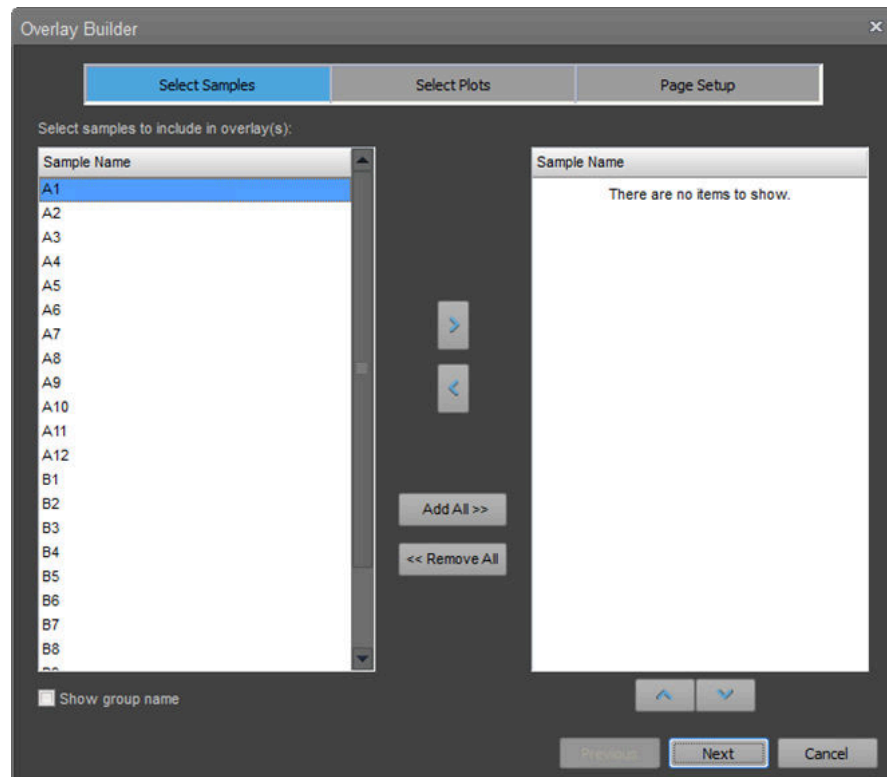 Overlay Builder
Select Samples
Select Plots
Page Setup
Select samples to include in overlay(s):
Sample Name
A1
A2
A3
A4
A5
A6
A7
A8
A9
A10
A11
A12
B1
B2
B3
B4
B5
B6
B7
B8
Sample Name
There are no items to show.
Add All >>
<< Remove All
Show group name
Previous
Next
Cancel